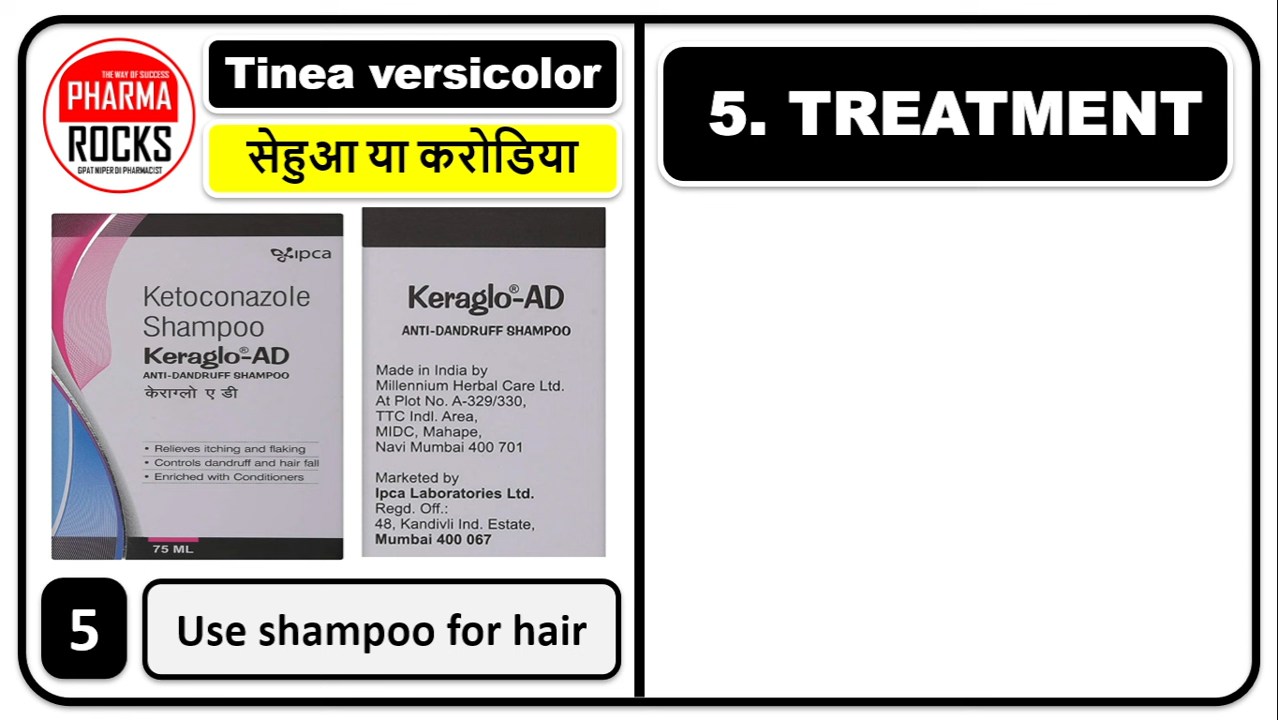 THE WAY OF SUCCESS
PHARMA
ROCKS
GPAT NIPER DI PHARMACIST
Tinea versicolor
सेहुआ या करोडिया
ipca
Ketoconazole
Shampoo
Keraglo®-AD
ANTI-DANDRUFF SHAMPOO
केराग्लो ए डी
• Relieves itching and flaking
• Controls dandruff and hair fall
• Enriched with Conditioners
75 ML
Keraglo®-AD
ANTI-DANDRUFF SHAMPOO
Made in India by
Millennium Herbal Care Ltd.
At Plot No. A-329/330,
TTC Indl. Area,
MIDC, Mahape,
Navi Mumbai 400 701
Marketed by
Ipca Laboratories Ltd.
Regd. Off.:
48, Kandivli Ind. Estate,
Mumbai 400 067
5
Use shampoo for hair
5. TREATMENT